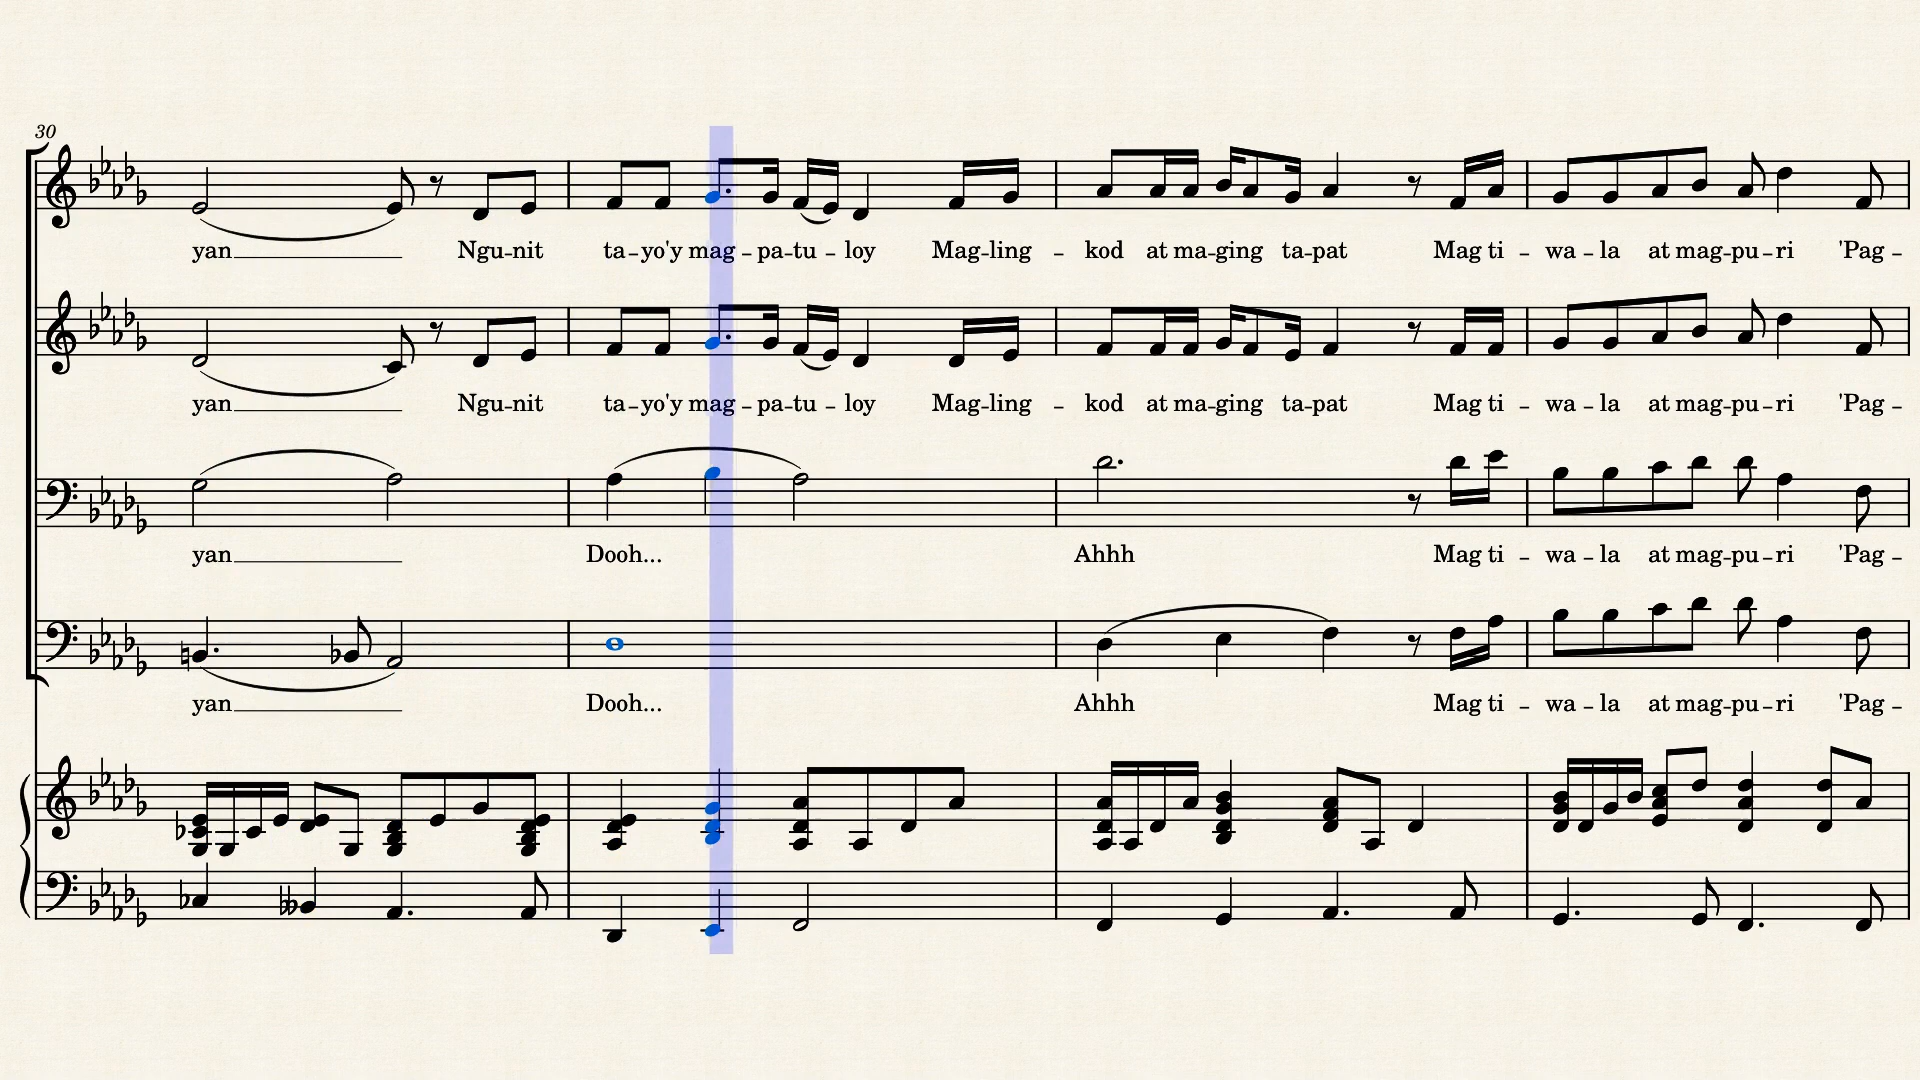 30
yan Ngu-nit ta-yo'y mag-pa-tu-loy Mag-ling-kod at ma-ging ta-pat Mag ti-wa-la at mag-pu-ri 'Pag-
yan Ngu-nit ta-yo'y mag-pa-tu-loy Mag-ling-kod at ma-ging ta-pat Mag ti-wa-la at mag-pu-ri 'Pag-
yan Dooh... Ahhh Mag ti-wa-la at mag-pu-ri 'Pag-
yan Dooh... Ahhh Mag ti-wa-la at mag-pu-ri 'Pag-